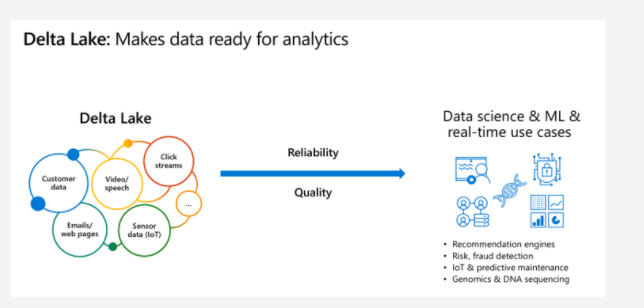 Delta Lake: Makes data ready for analytics
Delta Lake
Customer
data
Video/
speech
Click
streams
...
Emails/
web pages
Sensor
data (IoT)
Reliability
Quality
Data science & ML &
real-time use cases
• Recommendation engines
• Risk, fraud detection
• IoT & predictive maintenance
• Genomics & DNA sequencing